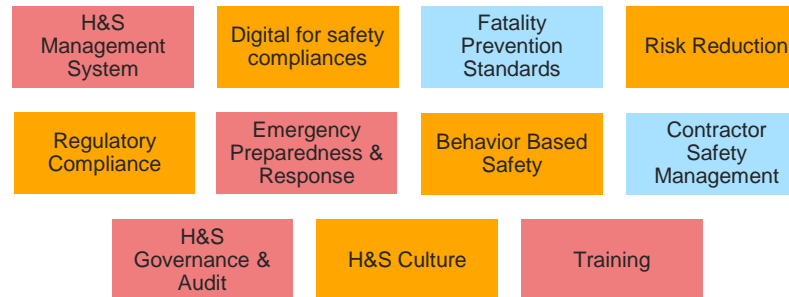 H&S
Management
System
Digital for safety
compliances
Fatality
Prevention
Standards
Risk Reduction
Regulatory
Compliance
Emergency
Preparedness &
Response
Behavior Based
Safety
Contractor
Safety
Management
H&S
Governance &
Audit
H&S Culture
Training